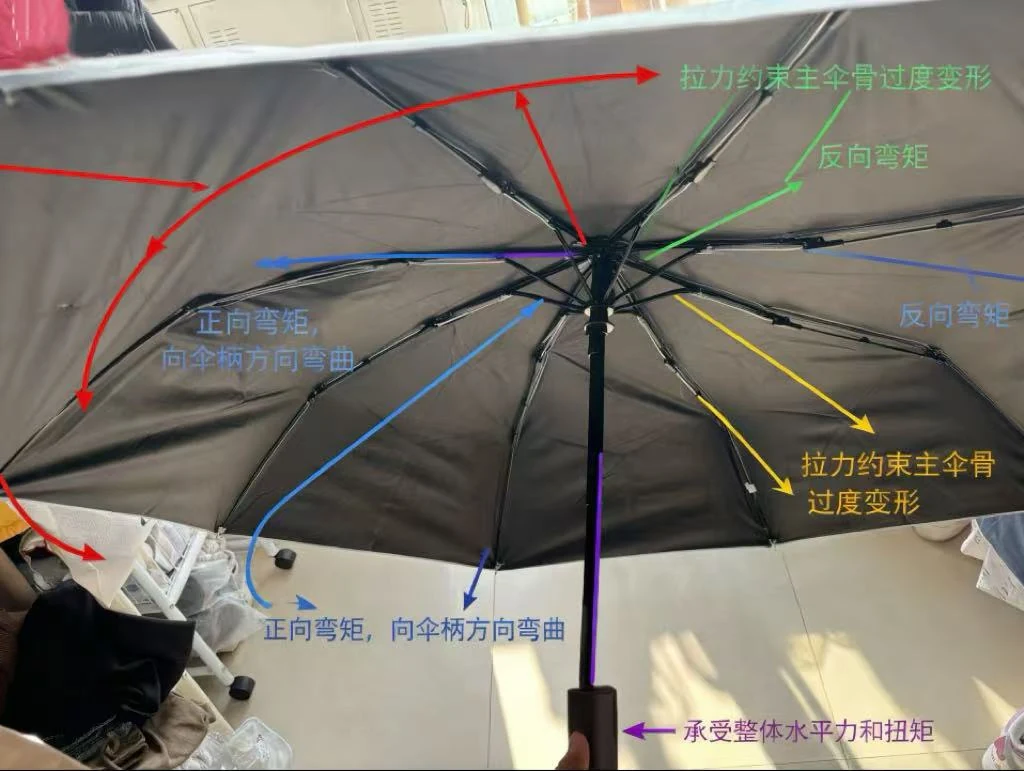 拉力约束主伞骨过度变形
反向弯矩
反向弯矩
正向弯矩,
向伞柄方向弯曲
拉力约束主伞骨
过度变形
正向弯矩，向伞柄方向弯曲
承受整体水平力和扭矩